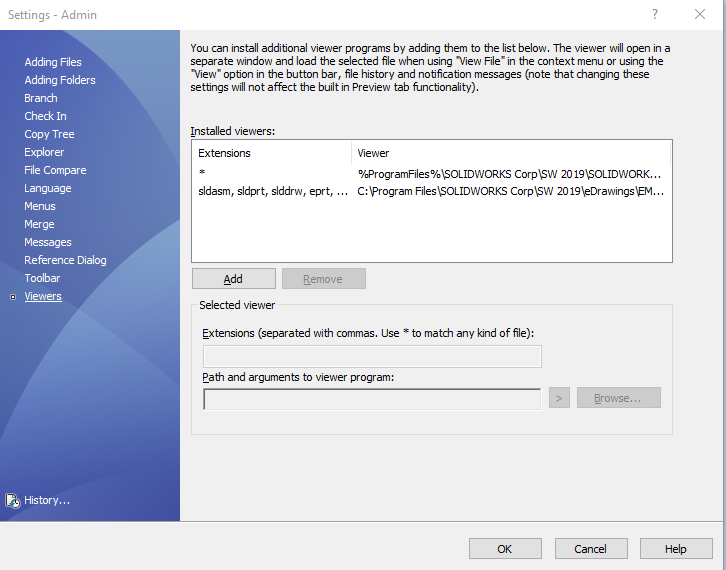 Settings - Admin
?
Adding Files
Adding Folders
Branch
Check In
Copy Tree
Explorer
File Compare
Language
Menus
Merge
Messages
Reference Dialog
Toolbar
Viewers
History...
You can install additional viewer programs by adding them to the list below. The viewer will open in a
separate window and load the selected file when using "View File" in the context menu or using the
"View" option in the button bar, file history and notification messages (note that changing these
settings will not affect the built in Preview tab functionality).
Installed viewers:
Extensions Viewer
* %ProgramFiles%\SOLIDWORKS Corp\SW 2019\SOLIDWORK...
sldasm, sldprt, slddrw, eprt, ... C:\Program Files\SOLIDWORKS Corp\SW 2019\eDrawings\EM...
Add Remove
Selected viewer
Extensions (separated with commas. Use * to match any kind of file):
Path and arguments to viewer program:
> Browse...
OK Cancel Help